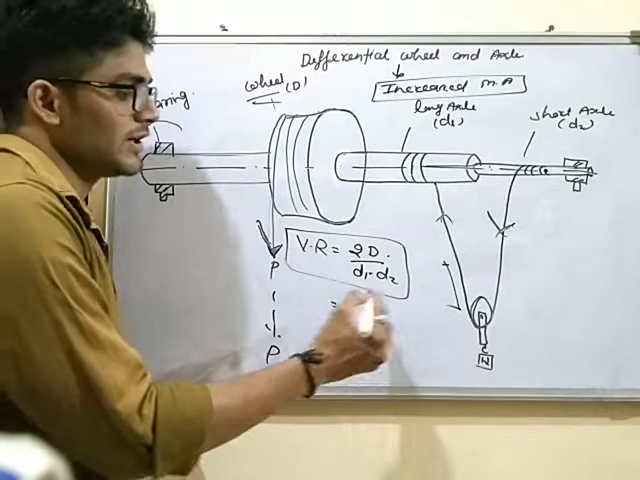 Differential wheel and Axle
Increased M.A
wheel (D)
long Axle
(d₁)
short Axle
(d₂)
V.R = 2D
d₁-d₂
=
P
P
W